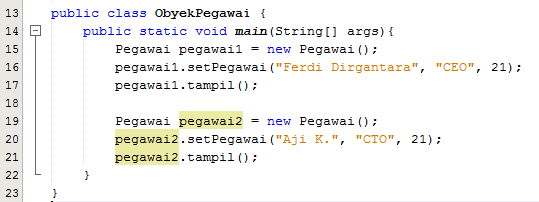 13 public class ObyekPegawai {
14 public static void main(String[] args){
15 Pegawai pegawai1 = new Pegawai();
16 pegawai1.setPegawai("Ferdi Dirgantara", "CEO", 21);
17 pegawai1.tampil();
18
19 Pegawai pegawai2 = new Pegawai();
20 pegawai2.setPegawai("Aji K.", "CTO", 21);
21 pegawai2.tampil();
22 }
23 }